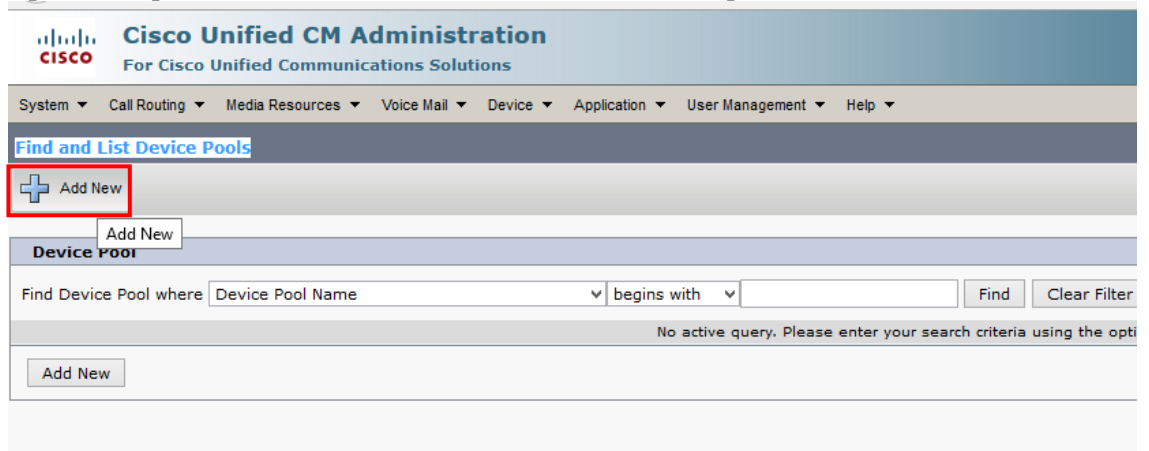 CISCO
Cisco Unified CM Administration
For Cisco Unified Communications Solutions
System Call Routing Media Resources Voice Mail Device Application User Management Help
Find and List Device Pools
Add New
Add New
Device Pool
Find Device Pool where Device Pool Name begins with Find Clear Filter
No active query. Please enter your search criteria using the opti
Add New